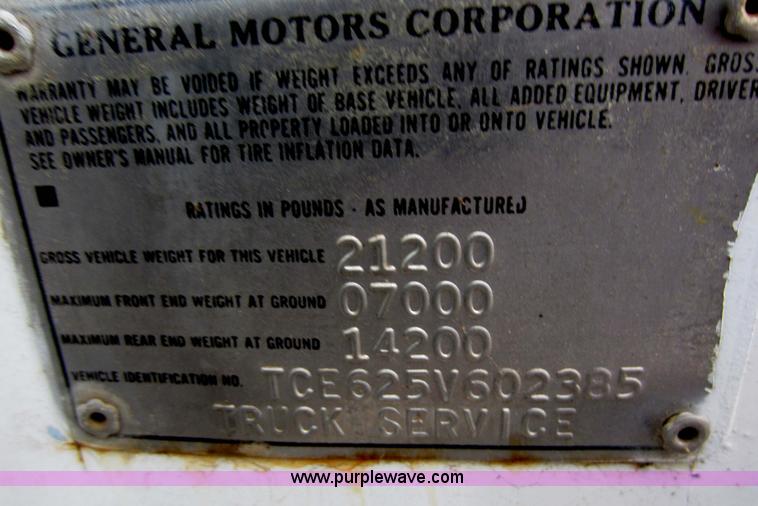 GENERAL MOTORS CORPORATION
WARRANTY MAY BE VOIDED IF WEIGHT EXCEEDS ANY OF RATINGS SHOWN. GROSS
VEHICLE WEIGHT INCLUDES WEIGHT OF BASE VEHICLE, ALL ADDED EQUIPMENT, DRIVER
AND PASSENGERS, AND ALL PROPERTY LOADED INTO OR ONTO VEHICLE.
SEE OWNER'S MANUAL FOR TIRE INFLATION DATA.
RATINGS IN POUNDS - AS MANUFACTURED
GROSS VEHICLE WEIGHT FOR THIS VEHICLE 21200
MAXIMUM FRONT END WEIGHT AT GROUND 07000
MAXIMUM REAR END WEIGHT AT GROUND 14200
VEHICLE IDENTIFICATION NO. TCE625V602385
TRUCK SERVICE
www.purplewave.com